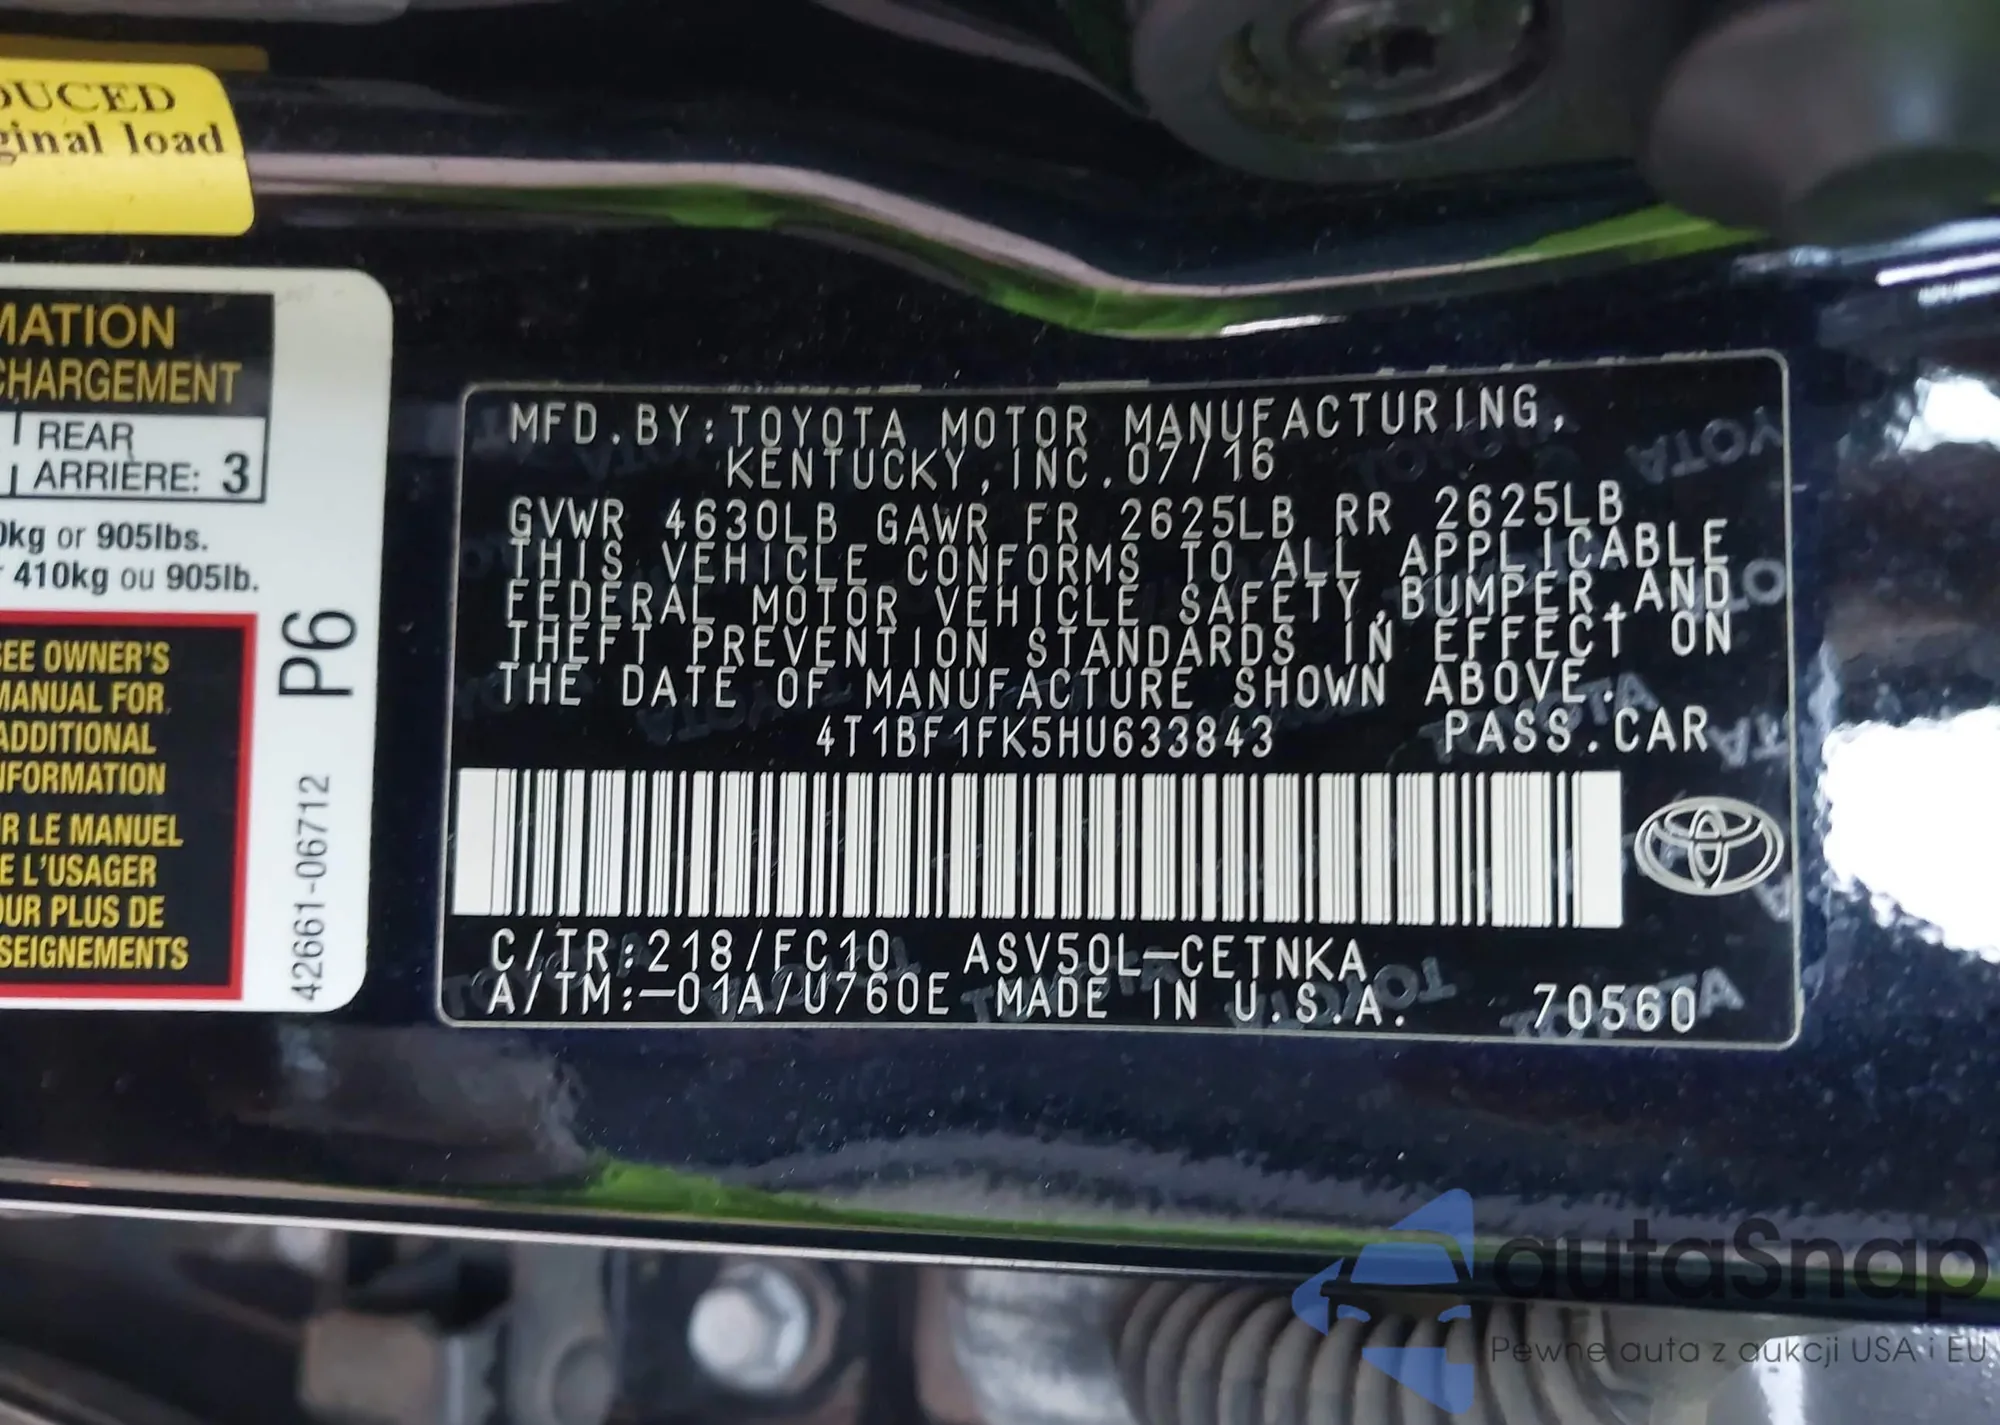 DUCED
ginal load
MATION
CHARGEMENT
REAR
ARRIÈRE: 3
0kg or 905lbs.
410kg ou 905lb.
SEE OWNER'S
MANUAL FOR
ADDITIONAL
INFORMATION
R LE MANUEL
E L'USAGER
OUR PLUS DE
SEIGNEMENTS
P6
42661-06712
MFD.BY:TOYOTA MOTOR MANUFACTURING,
KENTUCKY,INC.07/16
GVWR 4630LB GAWR FR 2625LB RR 2625LB
THIS VEHICLE CONFORMS TO ALL APPLICABLE
FEDERAL MOTOR VEHICLE SAFETY,BUMPER,AND
THEFT PREVENTION STANDARDS IN EFFECT ON
THE DATE OF MANUFACTURE SHOWN ABOVE.
4T1BF1FK5HU633843 PASS.CAR
C/TR:218/FC10 ASV50L-CETNKA
A/TM:-01A/U760E MADE IN U.S.A. 70560
autaSnap
Pewne auta z aukcji USA i EU